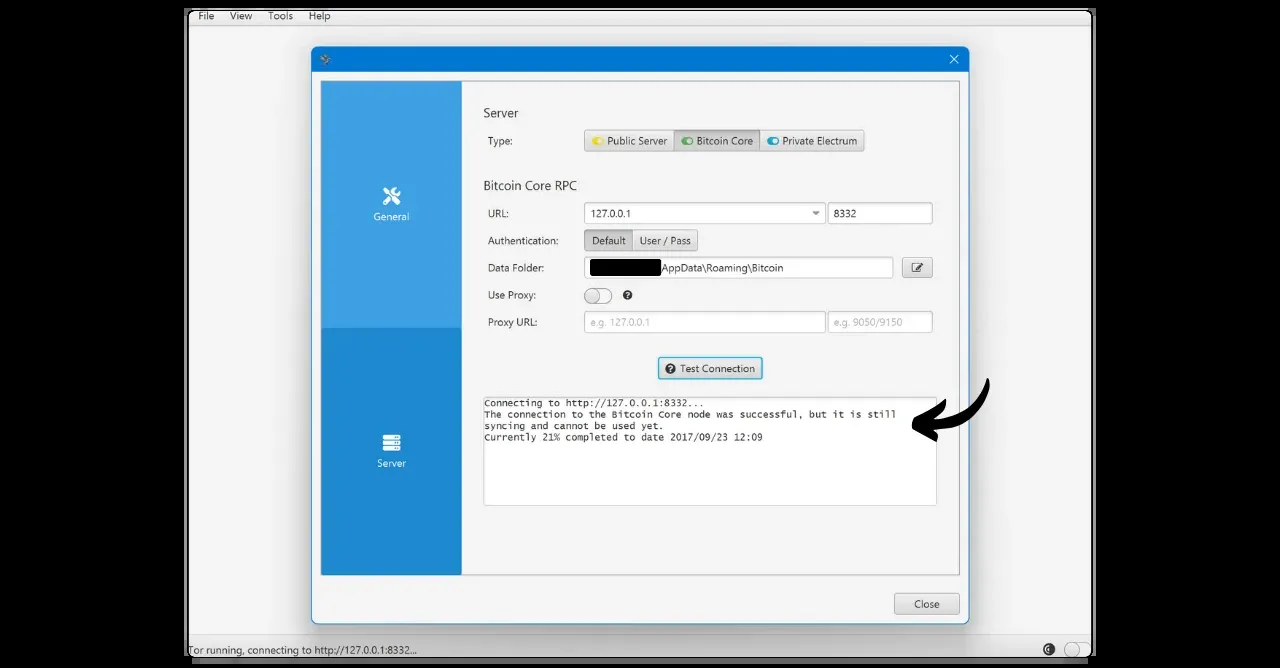 File View Tools Help
Server
Type: Public Server Bitcoin Core Private Electrum
Bitcoin Core RPC
URL: 127.0.0.1 8332
Authentication: Default User / Pass
Data Folder: AppData\Roaming\Bitcoin
Use Proxy:
Proxy URL: e.g. 127.0.0.1 e.g. 9050/9150
General
Test Connection
Connecting to http://127.0.0.1:8332...
The connection to the Bitcoin Core node was successful, but it is still
syncing and cannot be used yet.
Currently 21% completed to date 2017/09/23 12:09
Server
Close
Tor running, connecting to http://127.0.0.1:8332...